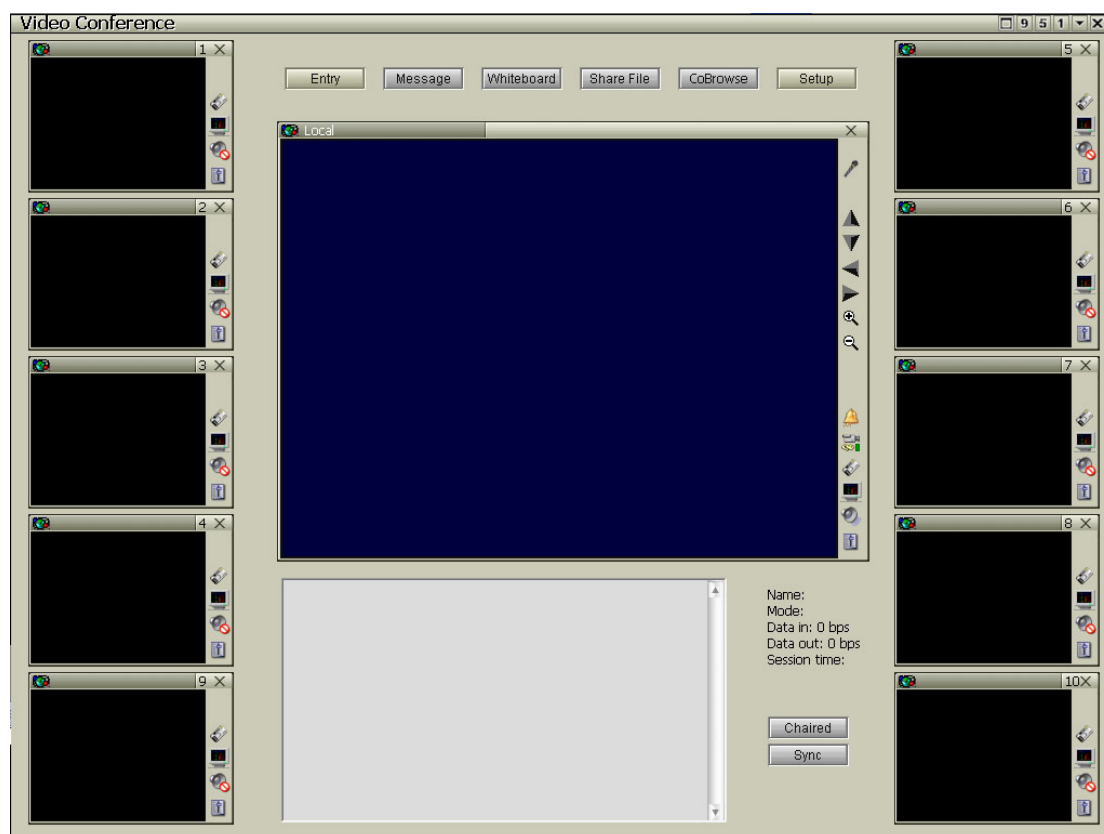 Video Conference
9 5 1
1
5
Entry Message Whiteboard Share File CoBrowse Setup
Local
2
6
3
7
4
8
Name:
Mode:
Data in: 0 bps
Data out: 0 bps
Session time:
9
10
Chaired
Sync